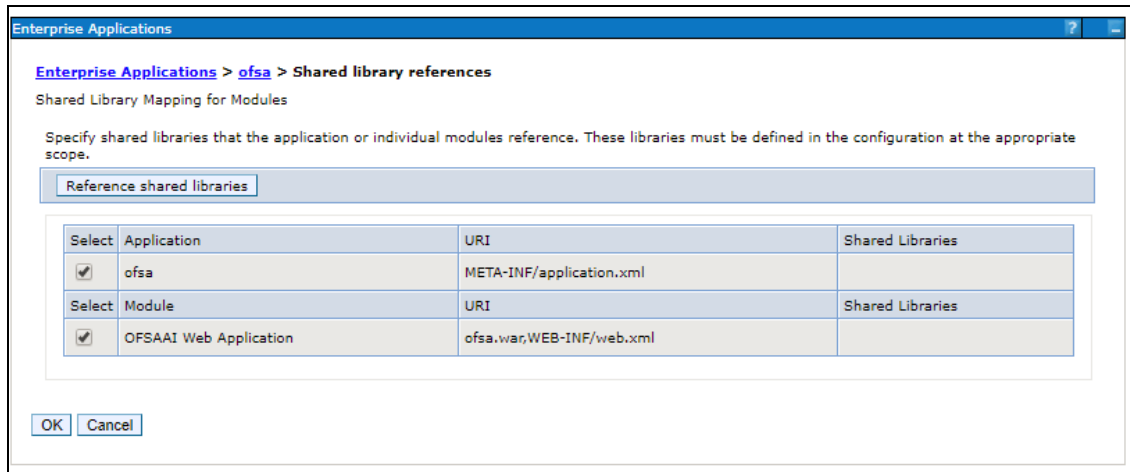 Enterprise Applications ? –
Enterprise Applications > ofsa > Shared library references
Shared Library Mapping for Modules
Specify shared libraries that the application or individual modules reference. These libraries must be defined in the configuration at the appropriate
scope.
Reference shared libraries
Select Application URI Shared Libraries
ofsa META-INF/application.xml
Select Module URI Shared Libraries
OFSAAI Web Application ofsa.war,WEB-INF/web.xml
OK Cancel